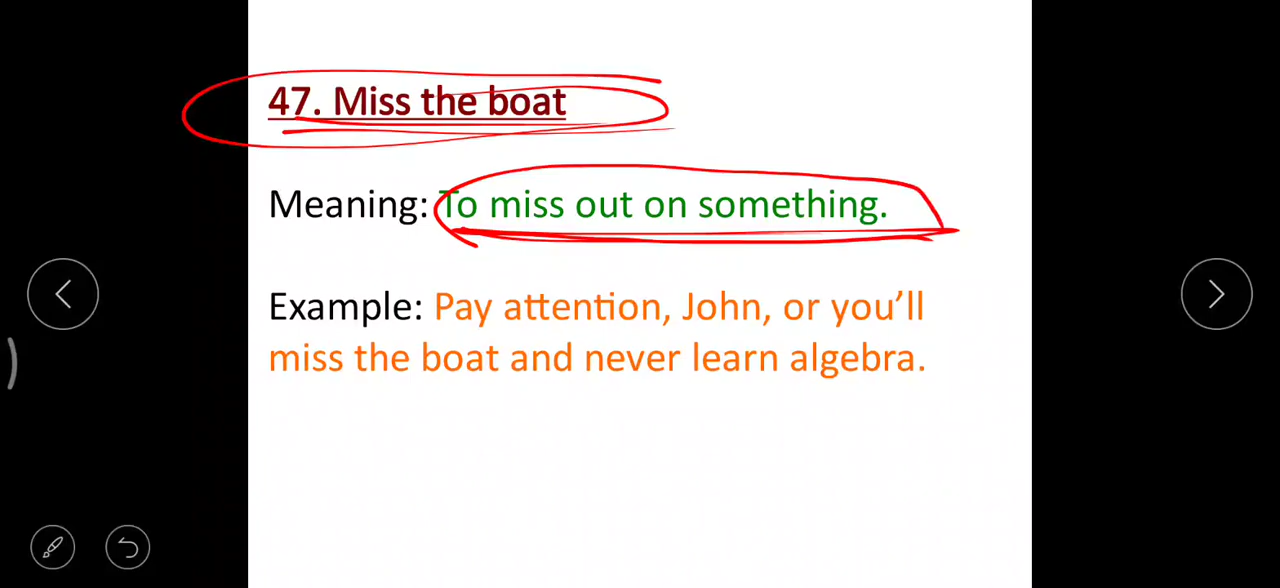 47. Miss the boat
Meaning: To miss out on something.
Example: Pay attention, John, or you’ll
miss the boat and never learn algebra.